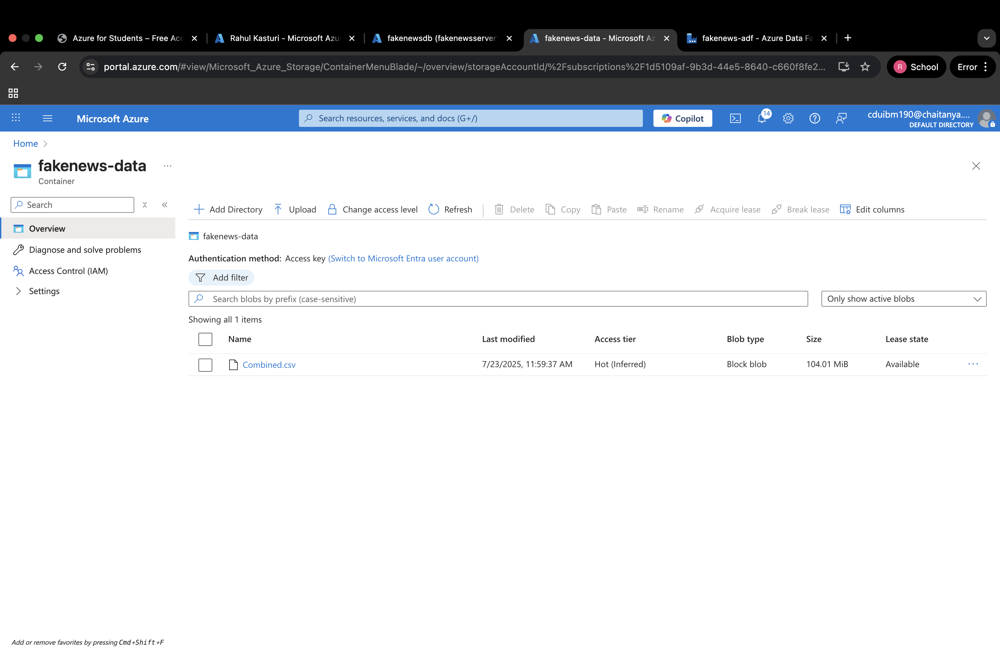 Azure for Students – Free Acc
Rahul Kasturi - Microsoft Azu
fakenewsdb (fakenewsserver
fakenews-data - Microsoft Az
fakenews-adf - Azure Data Fa
portal.azure.com/#view/Microsoft_Azure_Storage/ContainerMenuBlade/~/overview/storageAccountId/%2Fsubscriptions%2F1d5109af-9b3d-44e5-8640-c660f8fe2...
R School
Error
Microsoft Azure
Search resources, services, and docs (G+/)
Copilot
14
cduibm190@chaitanya....
DEFAULT DIRECTORY
Home
fakenews-data
Container
Search
Overview
Diagnose and solve problems
Access Control (IAM)
Settings
Add Directory Upload Change access level Refresh Delete Copy Paste Rename Acquire lease Break lease Edit columns
fakenews-data
Authentication method: Access key (Switch to Microsoft Entra user account)
Add filter
Search blobs by prefix (case-sensitive)
Only show active blobs
Showing all 1 items
Name Last modified Access tier Blob type Size Lease state
Combined.csv 7/23/2025, 11:59:37 AM Hot (Inferred) Block blob 104.01 MiB Available
Add or remove favorites by pressing Cmd+Shift+F